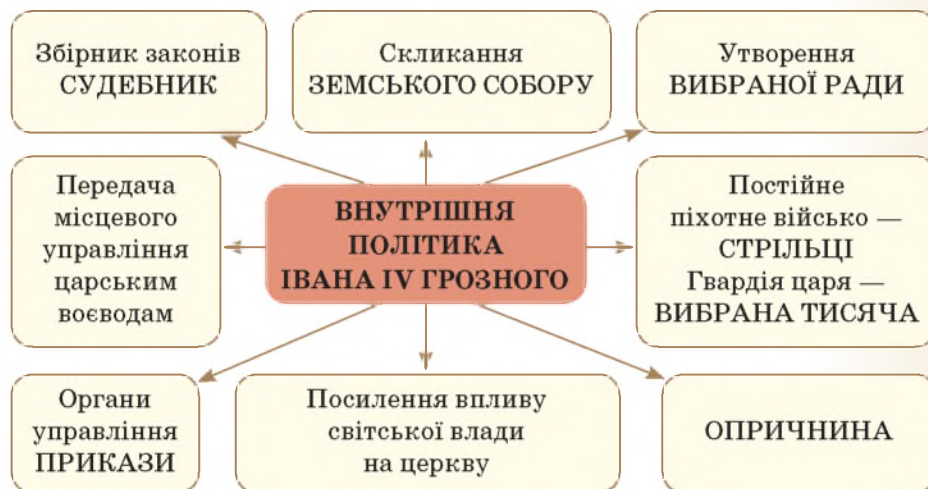 Збірник законів
СУДЕБНИК
Скликання
ЗЕМСЬКОГО СОБОРУ
Утворення
ВИБРАНОЇ РАДИ
Передача
місцевого
управління
царським
воєводам
ВНУТРІШНЯ
ПОЛІТИКА
ІВАНА IV ГРОЗНОГО
Постійне
піхотне військо —
СТРІЛЬЦІ
Гвардія царя —
ВИБРАНА ТИСЯЧА
Органи
управління
ПРИКАЗИ
Посилення впливу
світської влади
на церкву
ОПРИЧНИНА